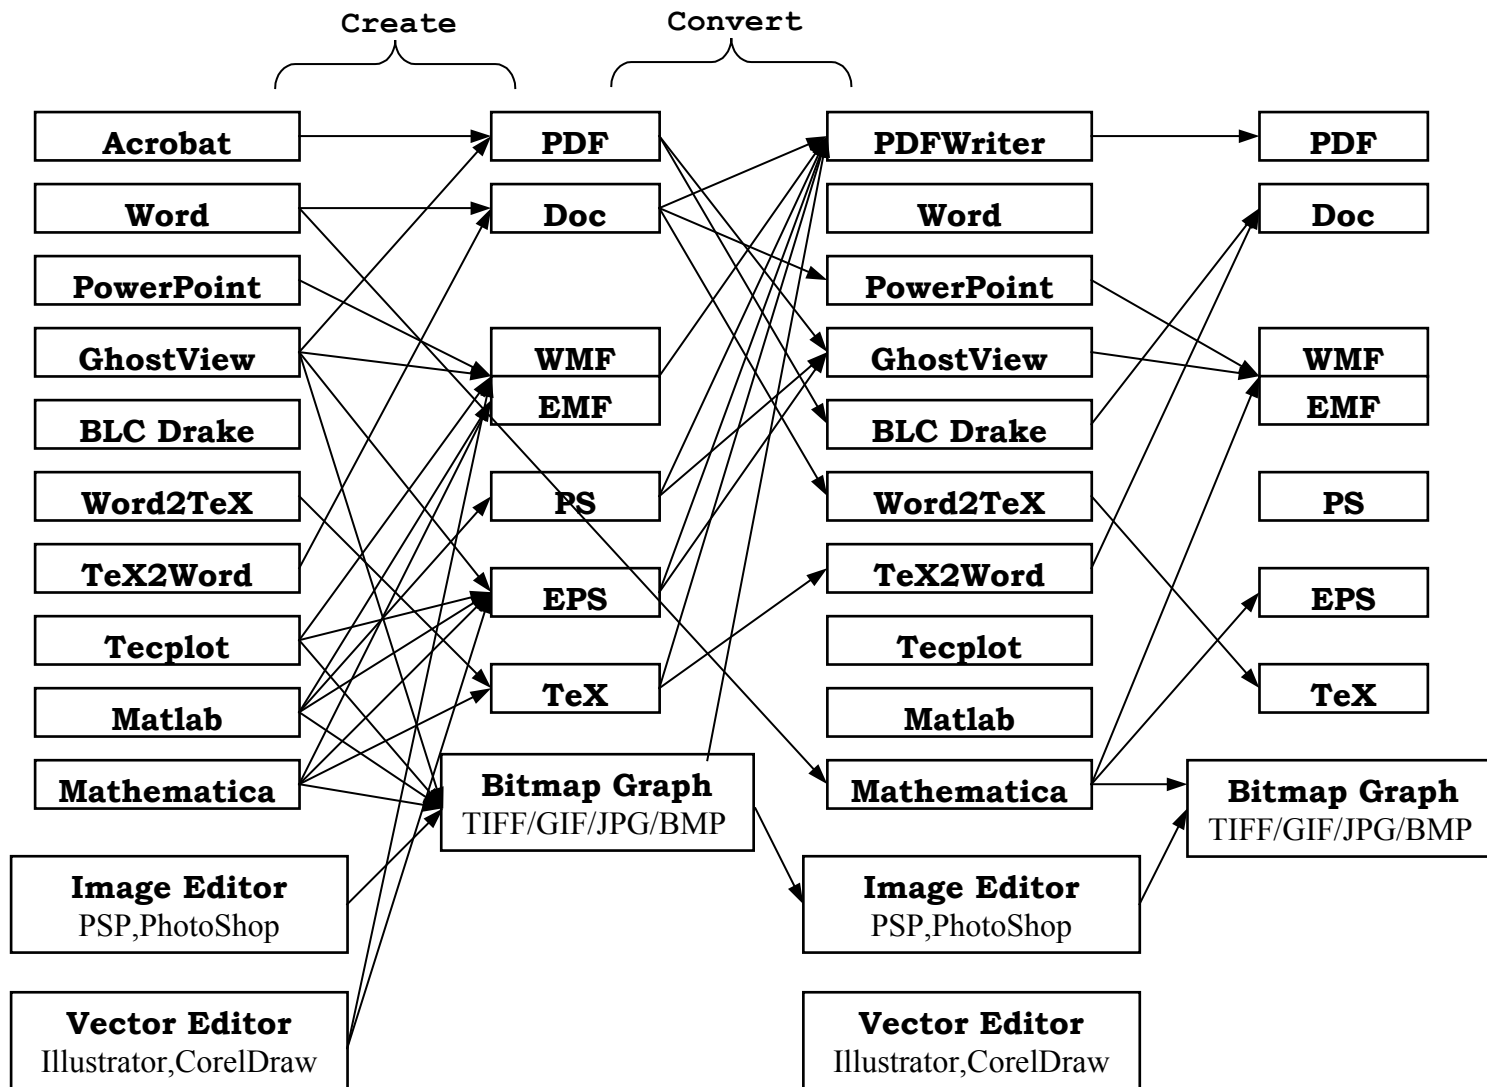 Create
Convert
Acrobat
Word
PowerPoint
GhostView
BLC Drake
Word2TeX
TeX2Word
Tecplot
Matlab
Mathematica
Image Editor
PSP,PhotoShop
Vector Editor
Illustrator,CorelDraw
PDF
Doc
WMF
EMF
PS
EPS
TeX
Bitmap Graph
TIFF/GIF/JPG/BMP
PDFWriter
Word
PowerPoint
GhostView
BLC Drake
Word2TeX
TeX2Word
Tecplot
Matlab
Mathematica
Image Editor
PSP,PhotoShop
Vector Editor
Illustrator,CorelDraw
PDF
Doc
WMF
EMF
PS
EPS
TeX
Bitmap Graph
TIFF/GIF/JPG/BMP